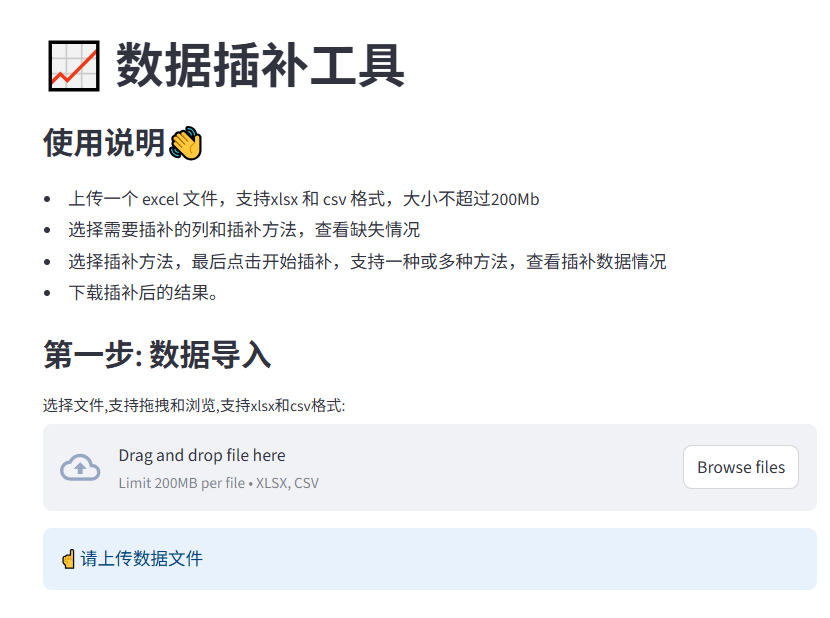 数据插补工具
使用说明👋
上传一个 excel 文件，支持xlsx 和 csv 格式，大小不超过200Mb
选择需要插补的列和插补方法，查看缺失情况
选择插补方法，最后点击开始插补，支持一种或多种方法，查看插补数据情况
下载插补后的结果。
第一步: 数据导入
选择文件,支持拖拽和浏览,支持xlsx和csv格式:
Drag and drop file here
Browse files
Limit 200MB per file • XLSX, CSV
☝请上传数据文件